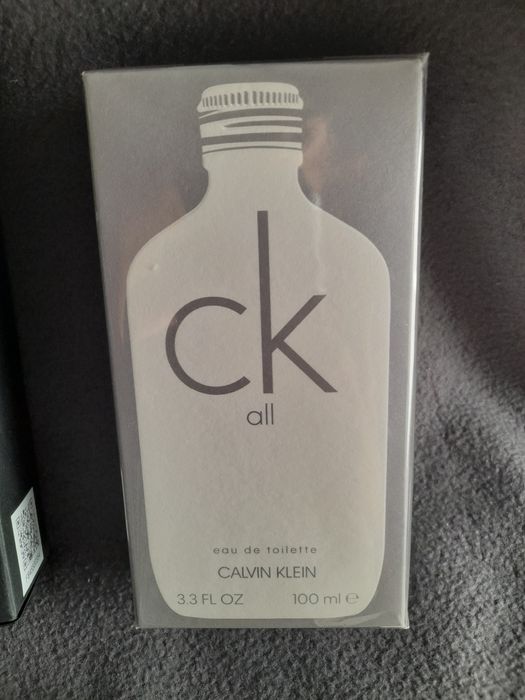 ck
all
eau de toilette
CALVIN KLEIN
3.3 FL OZ 100 ml ℮